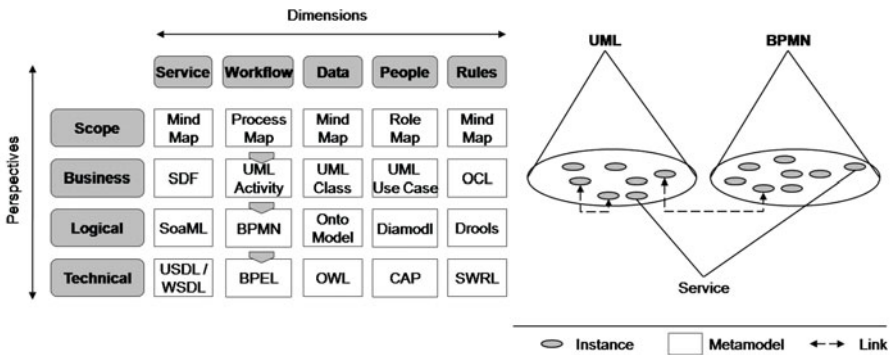 Dimensions
Perspectives
Service Workflow Data People Rules
Scope
Mind Map
Process Map
Mind Map
Role Map
Mind Map
Business
SDF
UML Activity
UML Class
UML Use Case
OCL
Logical
SoaML
BPMN
Onto Model
Diamodl
Drools
Technical
USDL / WSDL
BPEL
OWL
CAP
SWRL
UML
BPMN
Service
Instance
Metamodel
Link